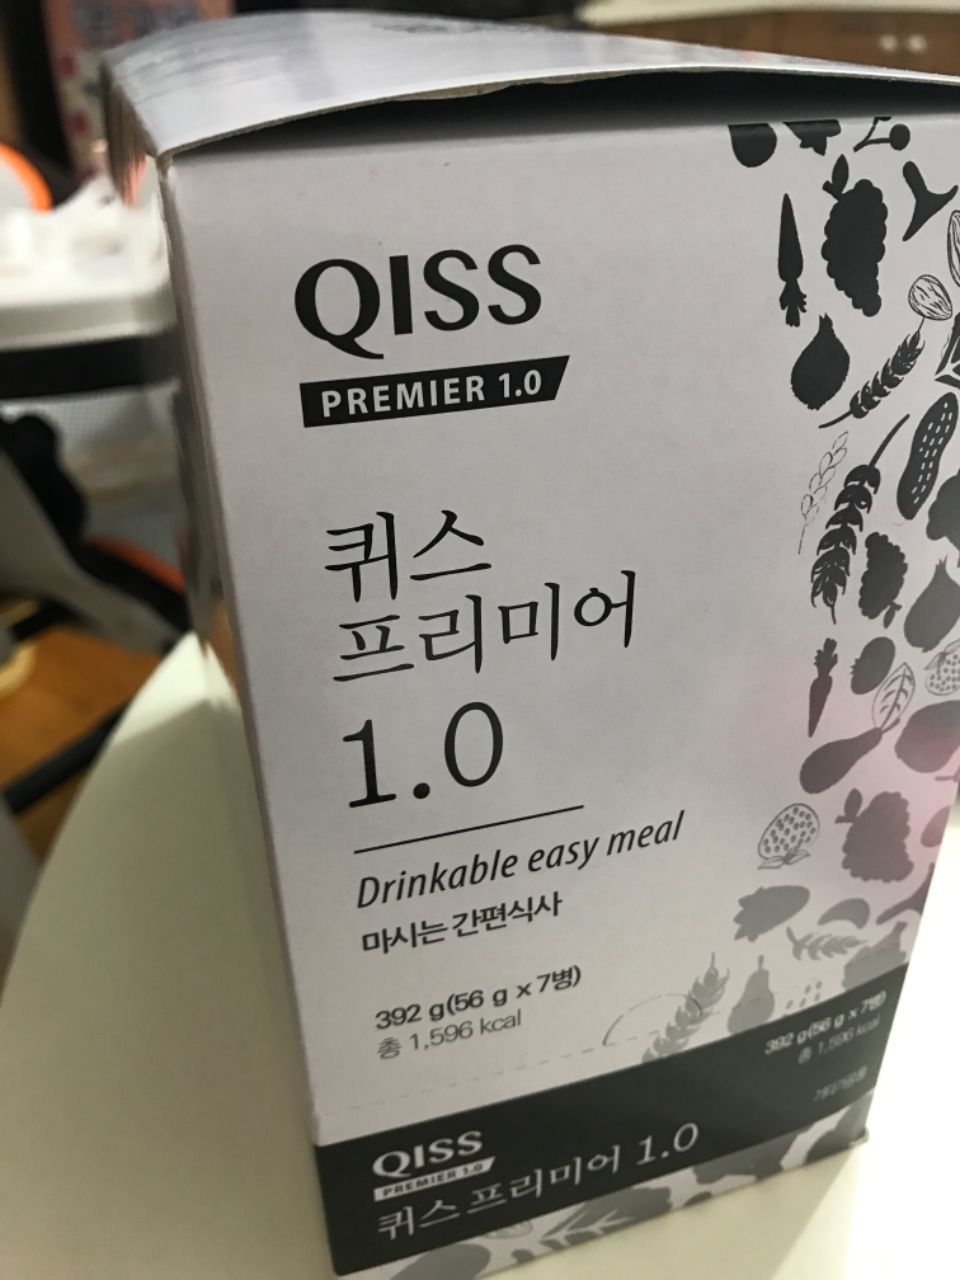 QISS
PREMIER 1.0
퀴스
프리미어
1.0
Drinkable easy meal
마시는 간편식사
392 g(56 g x 7병)
총 1,596 kcal
392 g(56 g x 7병)
총 1,596 kcal
QISS
PREMIER 1.0
퀴스 프리미어 1.0